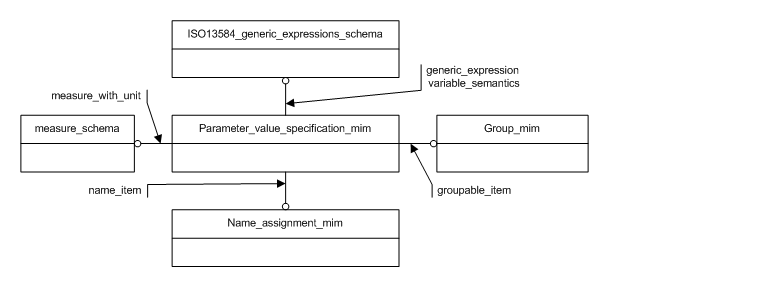 ISO13584_generic_expressions_schema
generic_expression
variable_semantics
measure_with_unit
measure_schema
Parameter_value_specification_mim
Group_mim
name_item
groupable_item
Name_assignment_mim